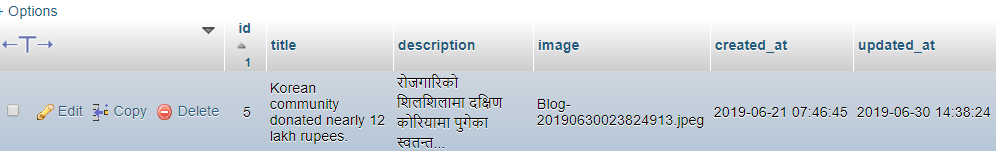 + Options
←T→
id
1
title
description
image
created_at
updated_at
Edit
Copy
Delete
5
Korean
community
donated nearly 12
lakh rupees.
रोजगारिको
शिलशिलामा दक्षिण
कोरियामा पुगेका
स्वतन्त...
Blog-
20190630023824913.jpeg
2019-06-21 07:46:45
2019-06-30 14:38:24